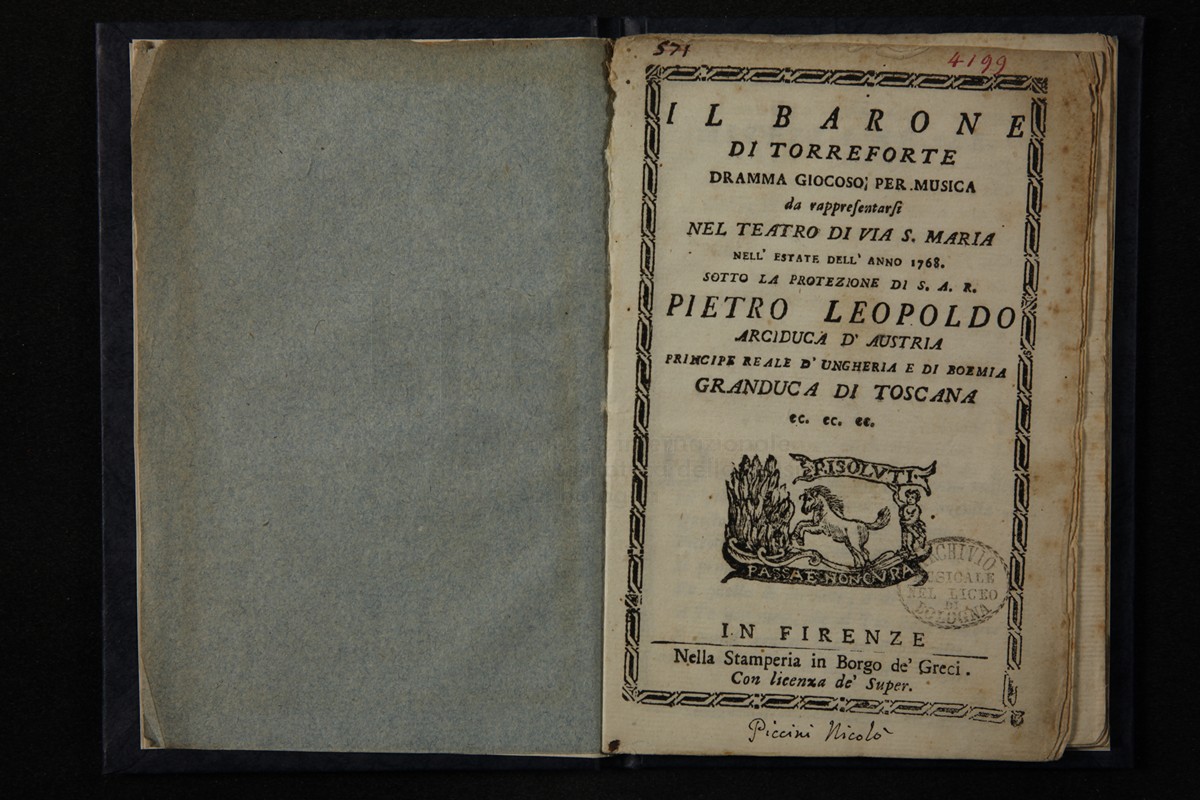 571
4199
IL BARONE
DI TORREFORTE
DRAMMA GIOCOSO; PER MUSICA
da rappreſentarſi
NEL TEATRO DI VIA S. MARIA
NELL' ESTATE DELL' ANNO 1768.
SOTTO LA PROTEZIONE DI S. A. R.
PIETRO LEOPOLDO
ARCIDUCA D' AUSTRIA
PRINCIPE REALE D' UNGHERIA E DI BOEMIA
GRANDUCA DI TOSCANA
ec. ec. ec.
RISOLVTI
PASSA E NON CVRA
ARCHIVIO
MUSICALE
NEL LICEO
DI
BOLOGNA
IN FIRENZE
Nella Stamperia in Borgo de' Greci.
Con licenza de' Super.
Piccini Nicolò